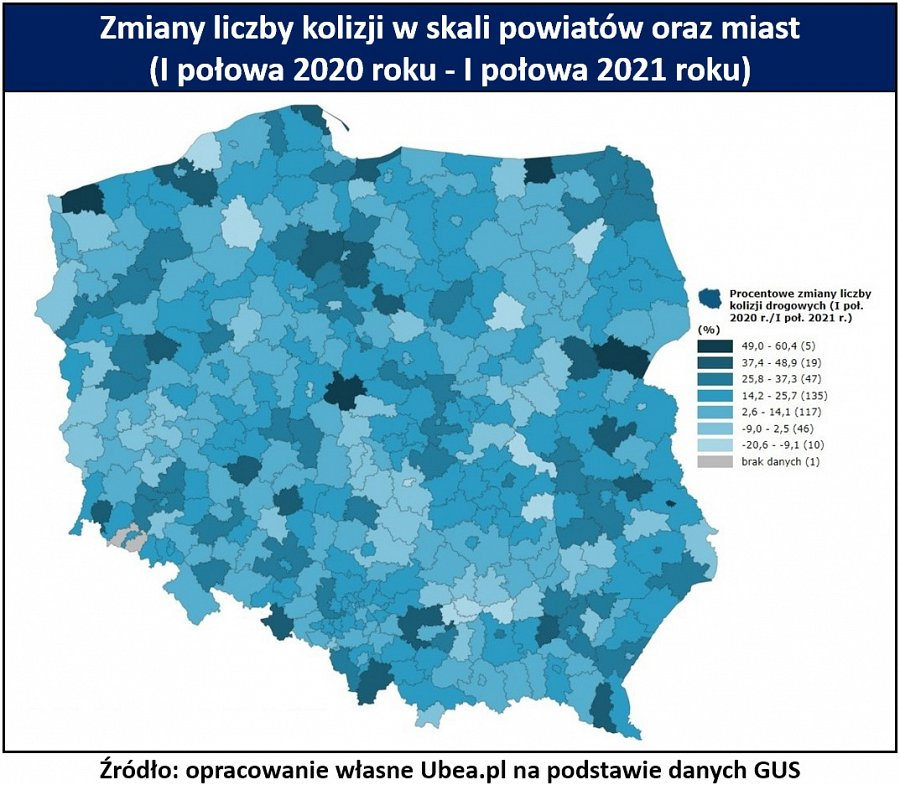 Zmiany liczby kolizji w skali powiatów oraz miast
(I połowa 2020 roku - I połowa 2021 roku)
Procentowe zmiany liczby
kolizji drogowych (I poł.
2020 r./I poł. 2021 r.)
(%)
49,0 - 60,4 (5)
37,4 - 48,9 (19)
25,8 - 37,3 (47)
14,2 - 25,7 (135)
2,6 - 14,1 (117)
-9,0 - 2,5 (46)
-20,6 - -9,1 (10)
brak danych (1)
Źródło: opracowanie własne Ubea.pl na podstawie danych GUS